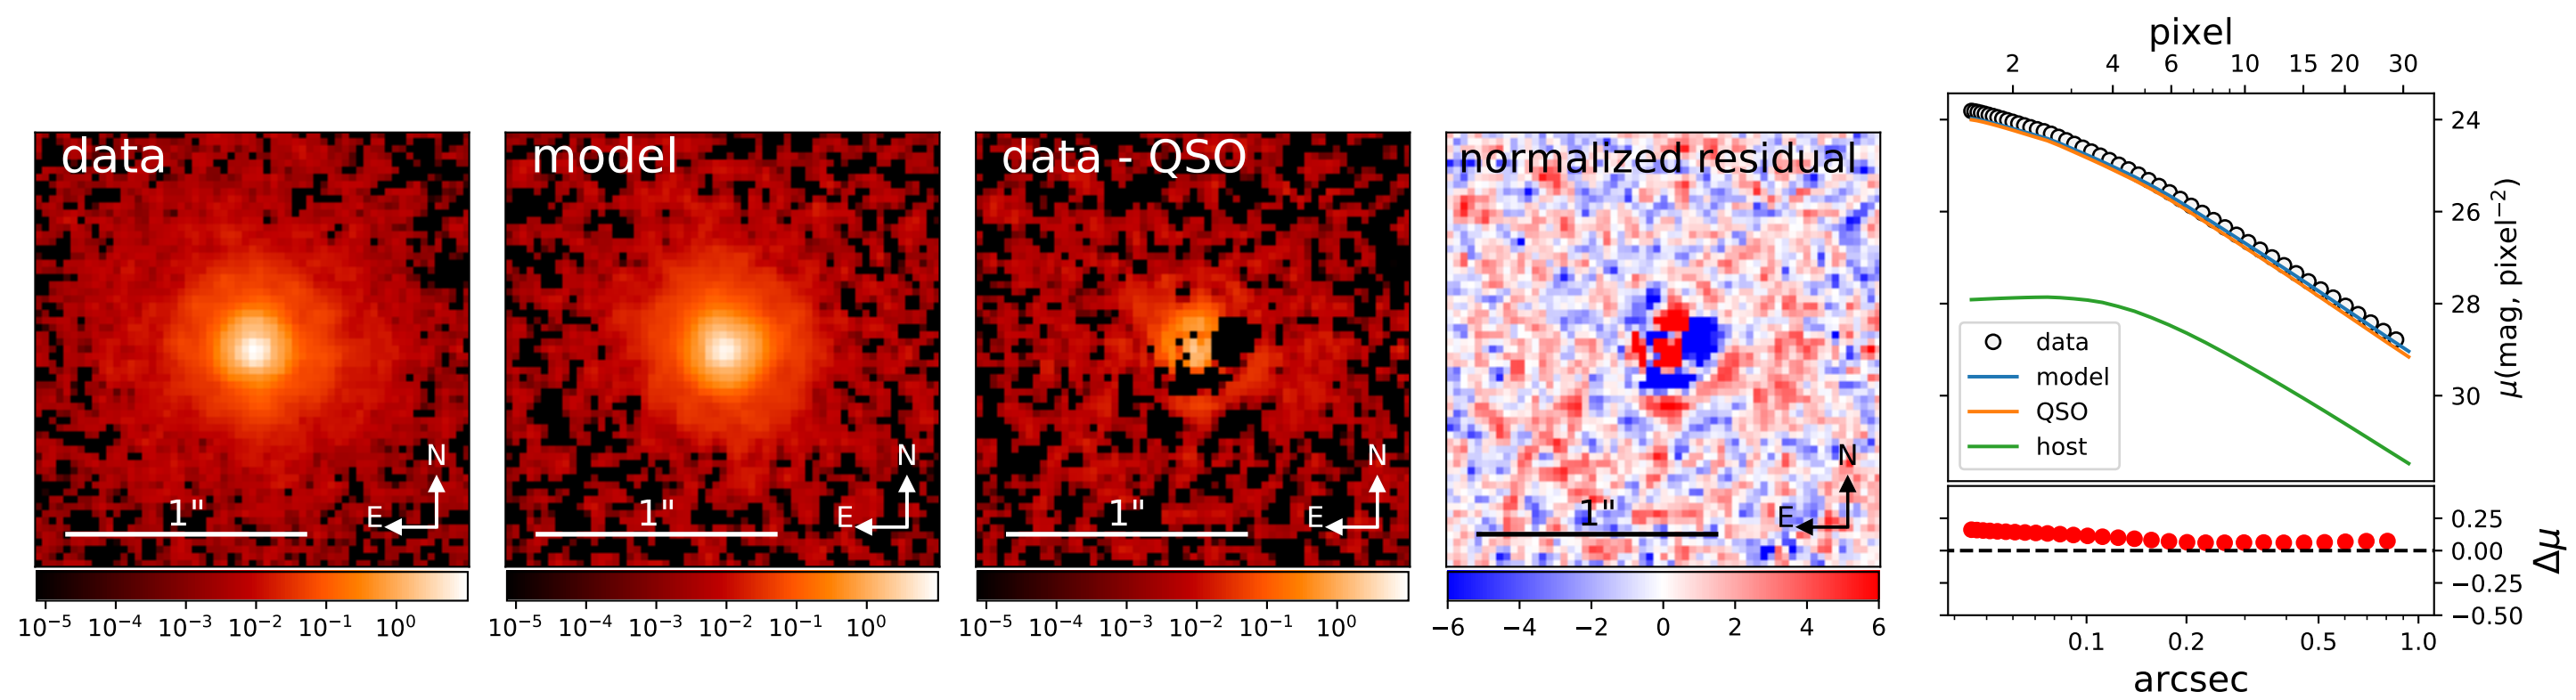 data
1"
N
E
10⁻⁵ 10⁻⁴ 10⁻³ 10⁻² 10⁻¹ 10⁰
model
1"
N
E
10⁻⁵ 10⁻⁴ 10⁻³ 10⁻² 10⁻¹ 10⁰
data - QSO
1"
N
E
10⁻⁵ 10⁻⁴ 10⁻³ 10⁻² 10⁻¹ 10⁰
normalized residual
1"
N
E
−6 −4 −2 0 2 4 6
pixel
2 4 6 10 15 20 30
24
26
28
30
μ(mag, pixel⁻²)
data
model
QSO
host
0.25
0.00
−0.25
−0.50
Δμ
0.1 0.2 0.5 1.0
arcsec